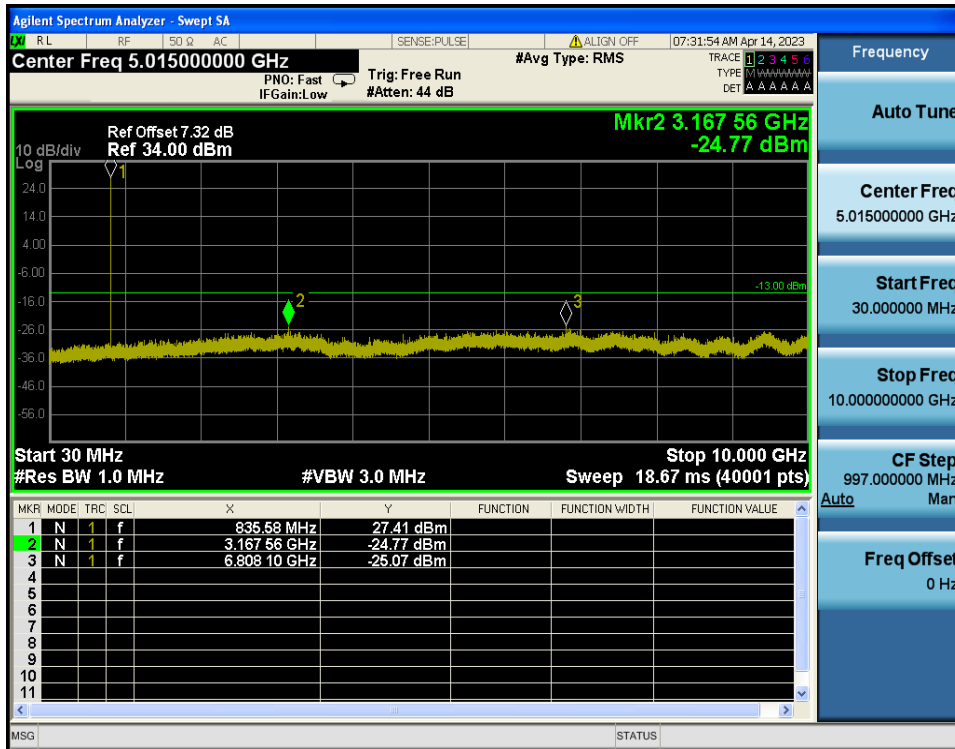 Agilent Spectrum Analyzer - Swept SA
LXI RL RF 50 Ω AC SENSE:PULSE ALIGN OFF 07:31:54 AM Apr 14, 2023
Center Freq 5.015000000 GHz
#Avg Type: RMS
TRACE 1 2 3 4 5 6
PNO: Fast Trig: Free Run
TYPE M W W W W W
IFGain:Low #Atten: 44 dB
DET A A A A A A
Mkr2 3.167 56 GHz
Ref Offset 7.32 dB
-24.77 dBm
10 dB/div Ref 34.00 dBm
Log
1
24.0
14.0
4.00
-6.00
-13.00 dBm
-16.0
2
3
-26.0
-36.0
-46.0
-56.0
Start 30 MHz Stop 10.000 GHz
#Res BW 1.0 MHz #VBW 3.0 MHz Sweep 18.67 ms (40001 pts)
MKR MODE TRC SCL X Y FUNCTION FUNCTION WIDTH FUNCTION VALUE
1 N 1 f 835.58 MHz 27.41 dBm
2 N 1 f 3.167 56 GHz -24.77 dBm
3 N 1 f 6.808 10 GHz -25.07 dBm
4
5
6
7
8
9
10
11
MSG STATUS
Frequency
Auto Tune
Center Freq
5.015000000 GHz
Start Freq
30.000000 MHz
Stop Freq
10.000000000 GHz
CF Step
997.000000 MHz
Auto Man
Freq Offset
0 Hz